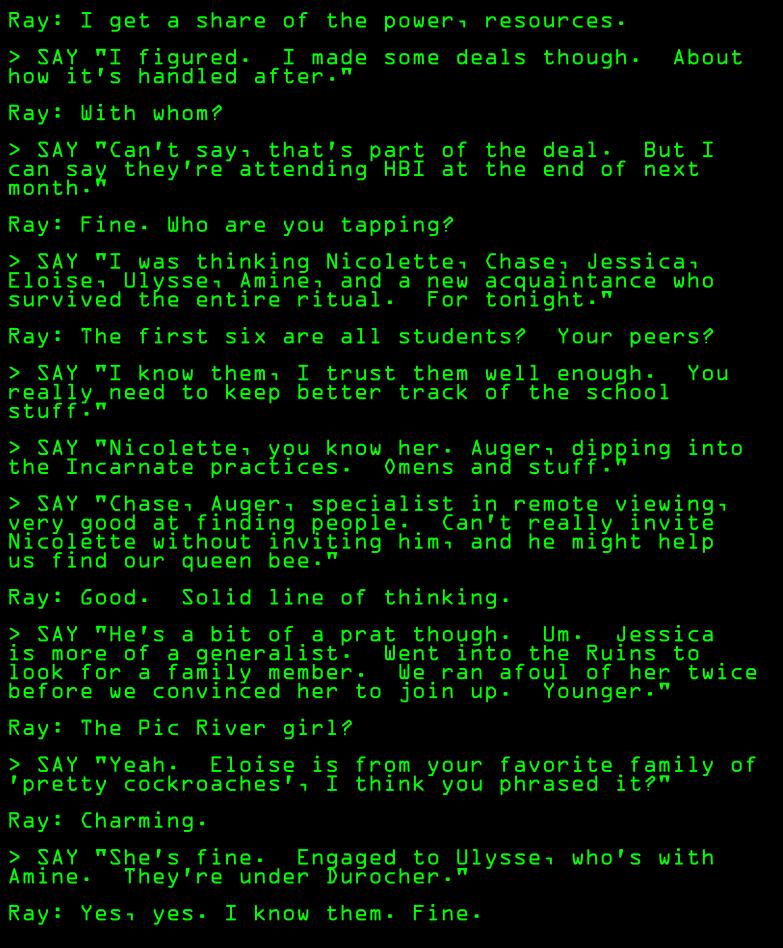 Ray: I get a share of the power, resources.
> SAY "I figured.  I made some deals though.  About
how it's handled after."
Ray: With whom?
> SAY "Can't say, that's part of the deal.  But I
can say they're attending HBI at the end of next
month."
Ray: Fine. Who are you tapping?
> SAY "I was thinking Nicolette, Chase, Jessica,
Eloise, Ulysse, Amine, and a new acquaintance who
survived the entire ritual.  For tonight."
Ray: The first six are all students?  Your peers?
> SAY "I know them, I trust them well enough.  You
really need to keep better track of the school
stuff."
> SAY "Nicolette, you know her. Auger, dipping into
the Incarnate practices.  Omens and stuff."
> SAY "Chase, Auger, specialist in remote viewing,
very good at finding people.  Can't really invite
Nicolette without inviting him, and he might help
us find our queen bee."
Ray: Good.  Solid line of thinking.
> SAY "He's a bit of a prat though.  Um.  Jessica
is more of a generalist.  Went into the Ruins to
look for a family member.  We ran afoul of her twice
before we convinced her to join up.  Younger."
Ray: The Pic River girl?
> SAY "Yeah.  Eloise is from your favorite family of
'pretty cockroaches', I think you phrased it?"
Ray: Charming.
> SAY "She's fine.  Engaged to Ulysse, who's with
Amine.  They're under Durocher."
Ray: Yes, yes. I know them. Fine.